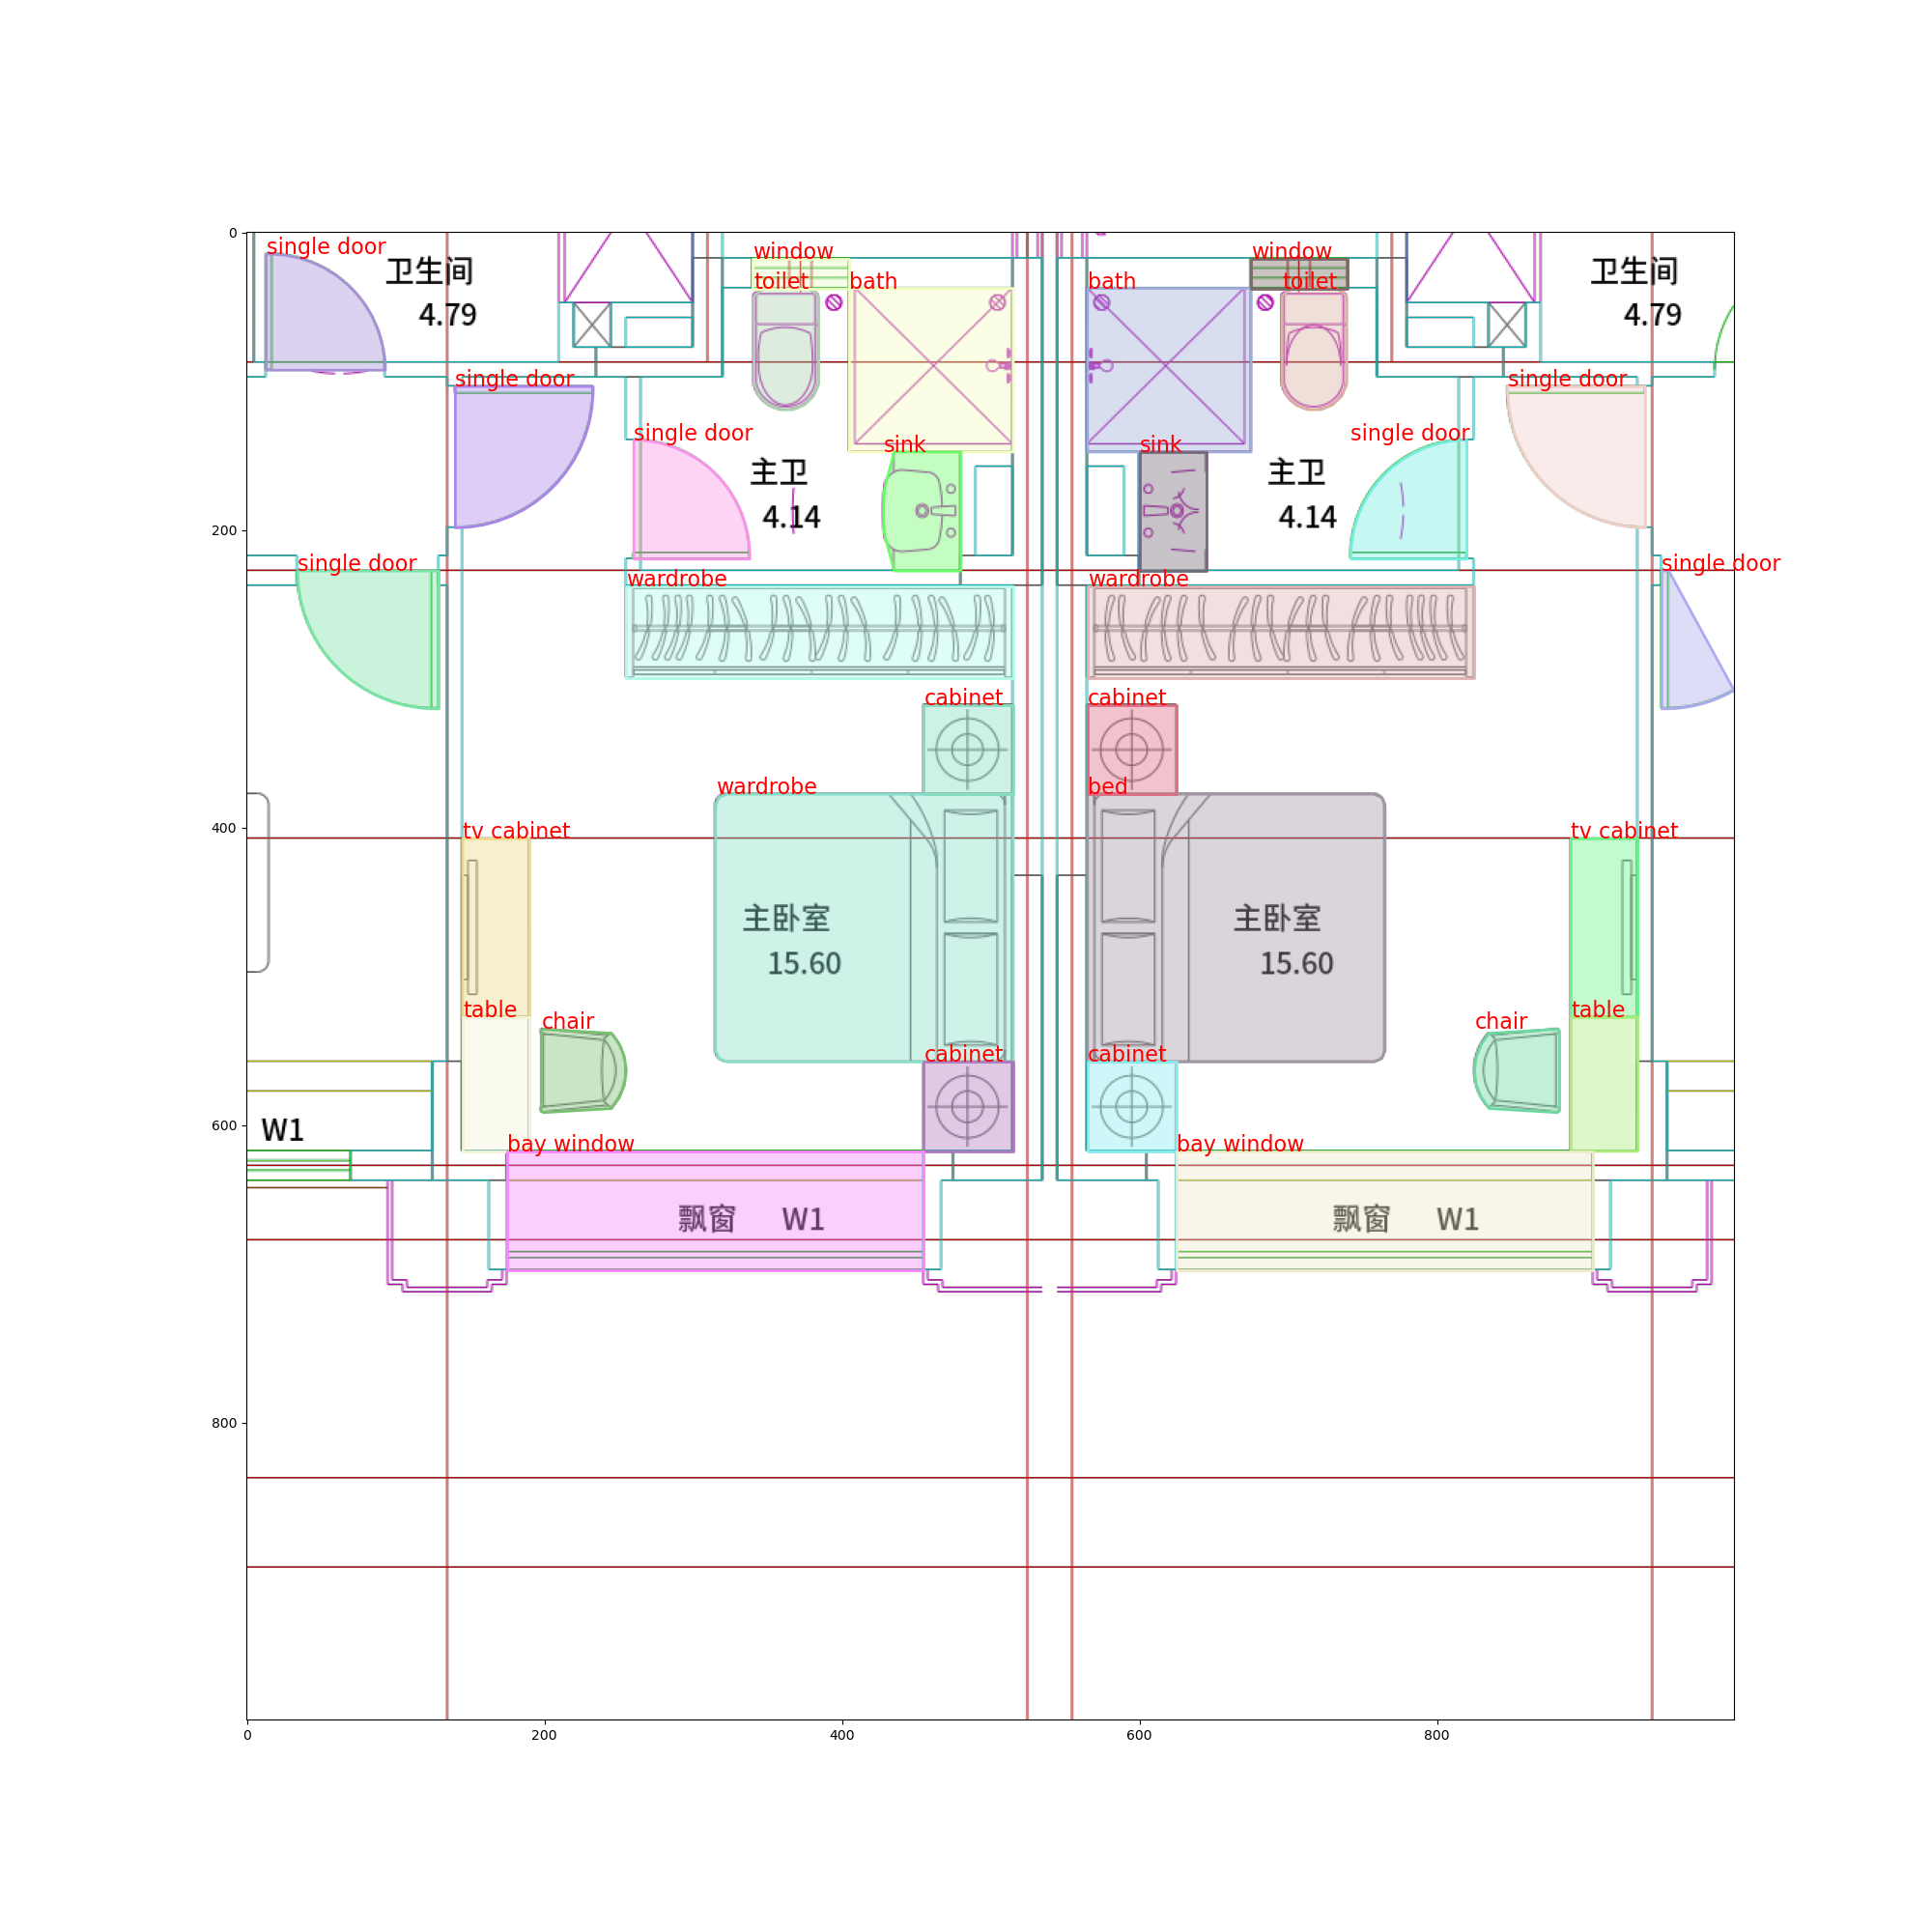 0
single door
卫生间
4.79
window
toilet
bath
window
toilet
bath
卫生间
4.79
single door
single door
single door
single door
主卫
4.14
sink
sink
主卫
4.14
200
single door
single door
wardrobe
wardrobe
cabinet
cabinet
wardrobe
bed
400
tv cabinet
tv cabinet
主卧室
15.60
主卧室
15.60
table
chair
chair
table
cabinet
cabinet
600
W1
bay window
bay window
飘窗 W1
飘窗 W1
800
0 200 400 600 800